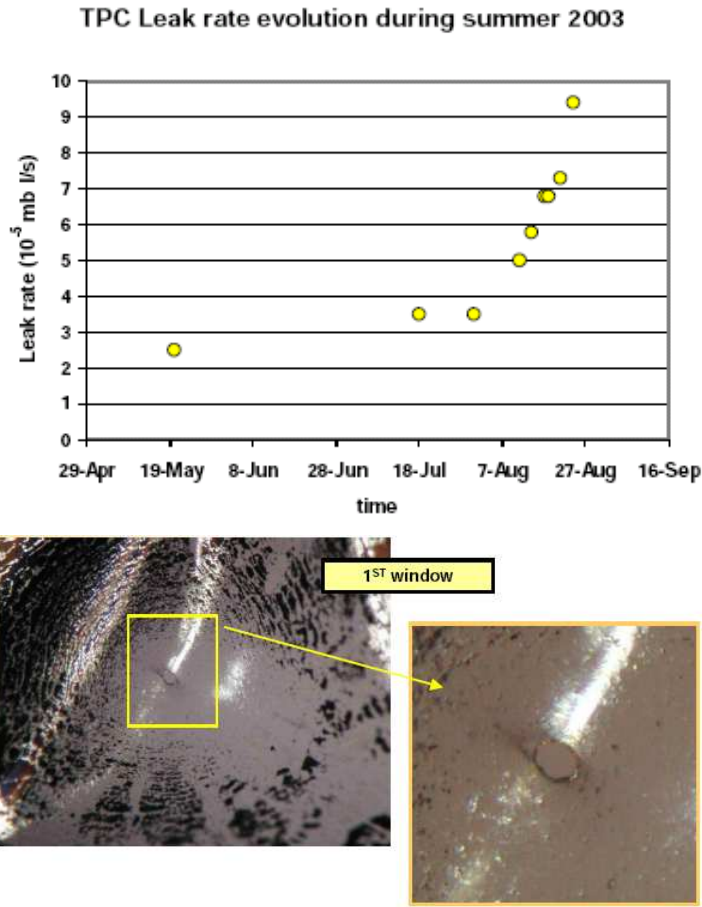 TPC Leak rate evolution during summer 2003
10
9
8
7
6
5
4
3
2
1
0
Leak rate (10⁻⁵ mb l/s)
29-Apr 19-May 8-Jun 28-Jun 18-Jul 7-Aug 27-Aug 16-Sep
time
1ST window